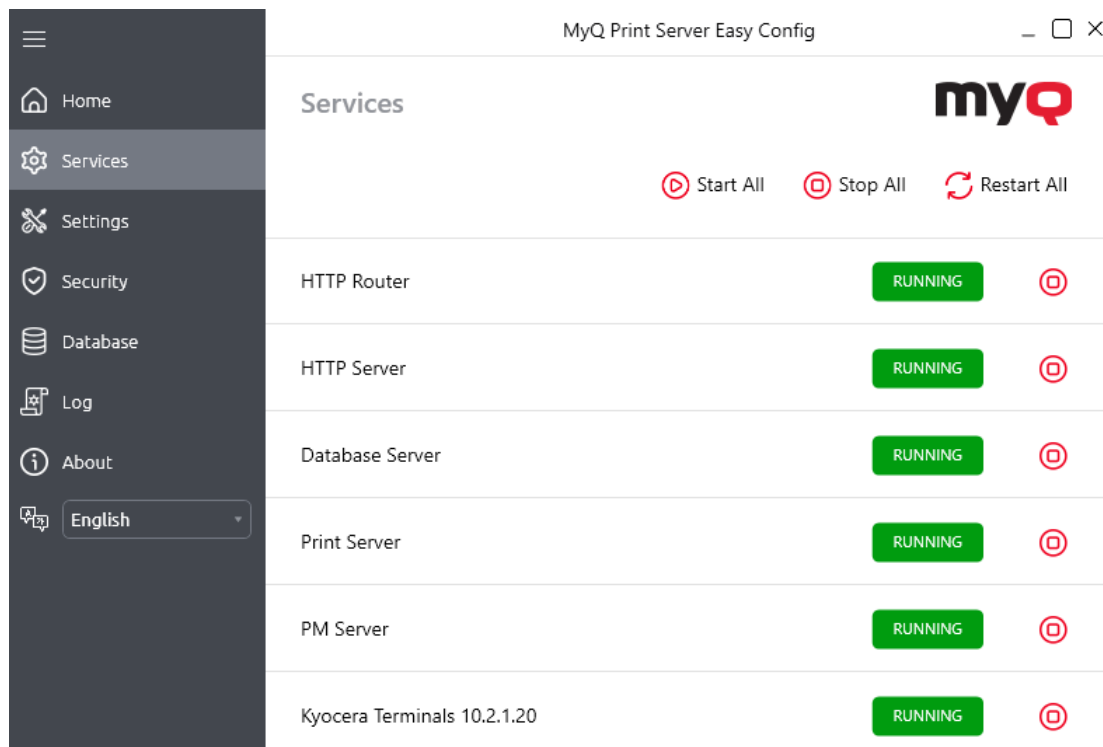 MyQ Print Server Easy Config
Home
Services
Settings
Security
Database
Log
About
English
Services
myQ
Start All
Stop All
Restart All
HTTP Router RUNNING
HTTP Server RUNNING
Database Server RUNNING
Print Server RUNNING
PM Server RUNNING
Kyocera Terminals 10.2.1.20 RUNNING